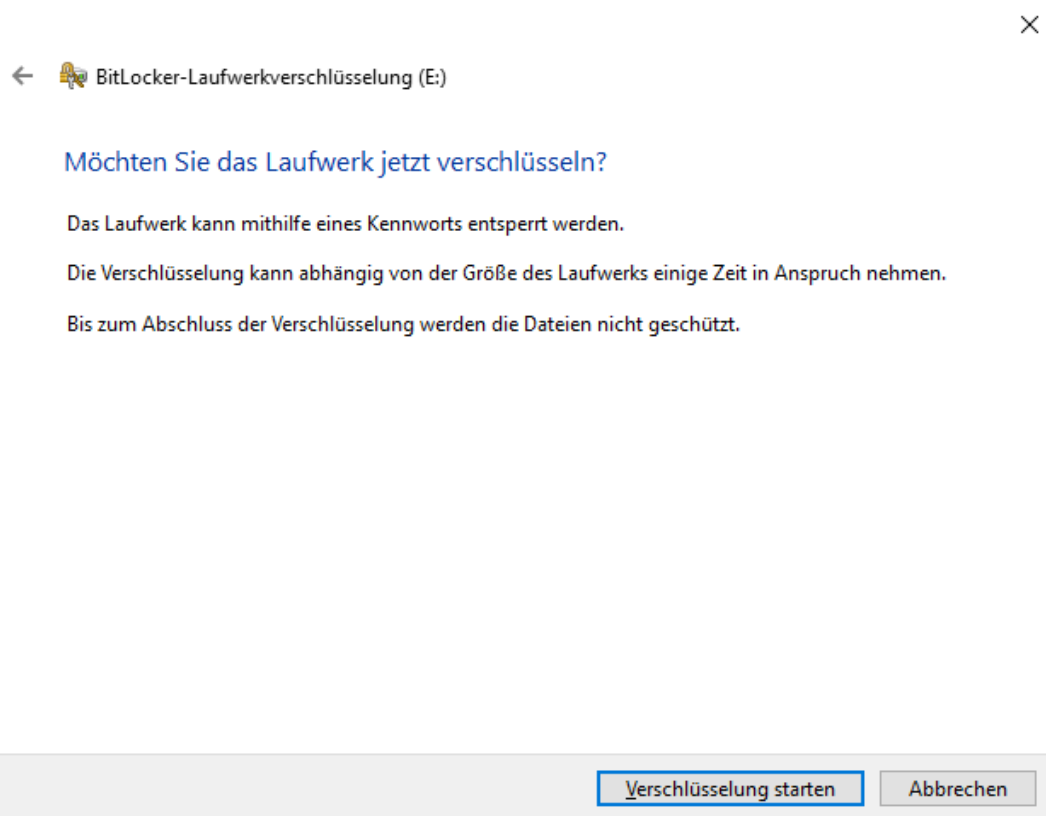 BitLocker-Laufwerkverschlüsselung (E:)
Möchten Sie das Laufwerk jetzt verschlüsseln?
Das Laufwerk kann mithilfe eines Kennworts entsperrt werden.
Die Verschlüsselung kann abhängig von der Größe des Laufwerks einige Zeit in Anspruch nehmen.
Bis zum Abschluss der Verschlüsselung werden die Dateien nicht geschützt.
Verschlüsselung starten
Abbrechen